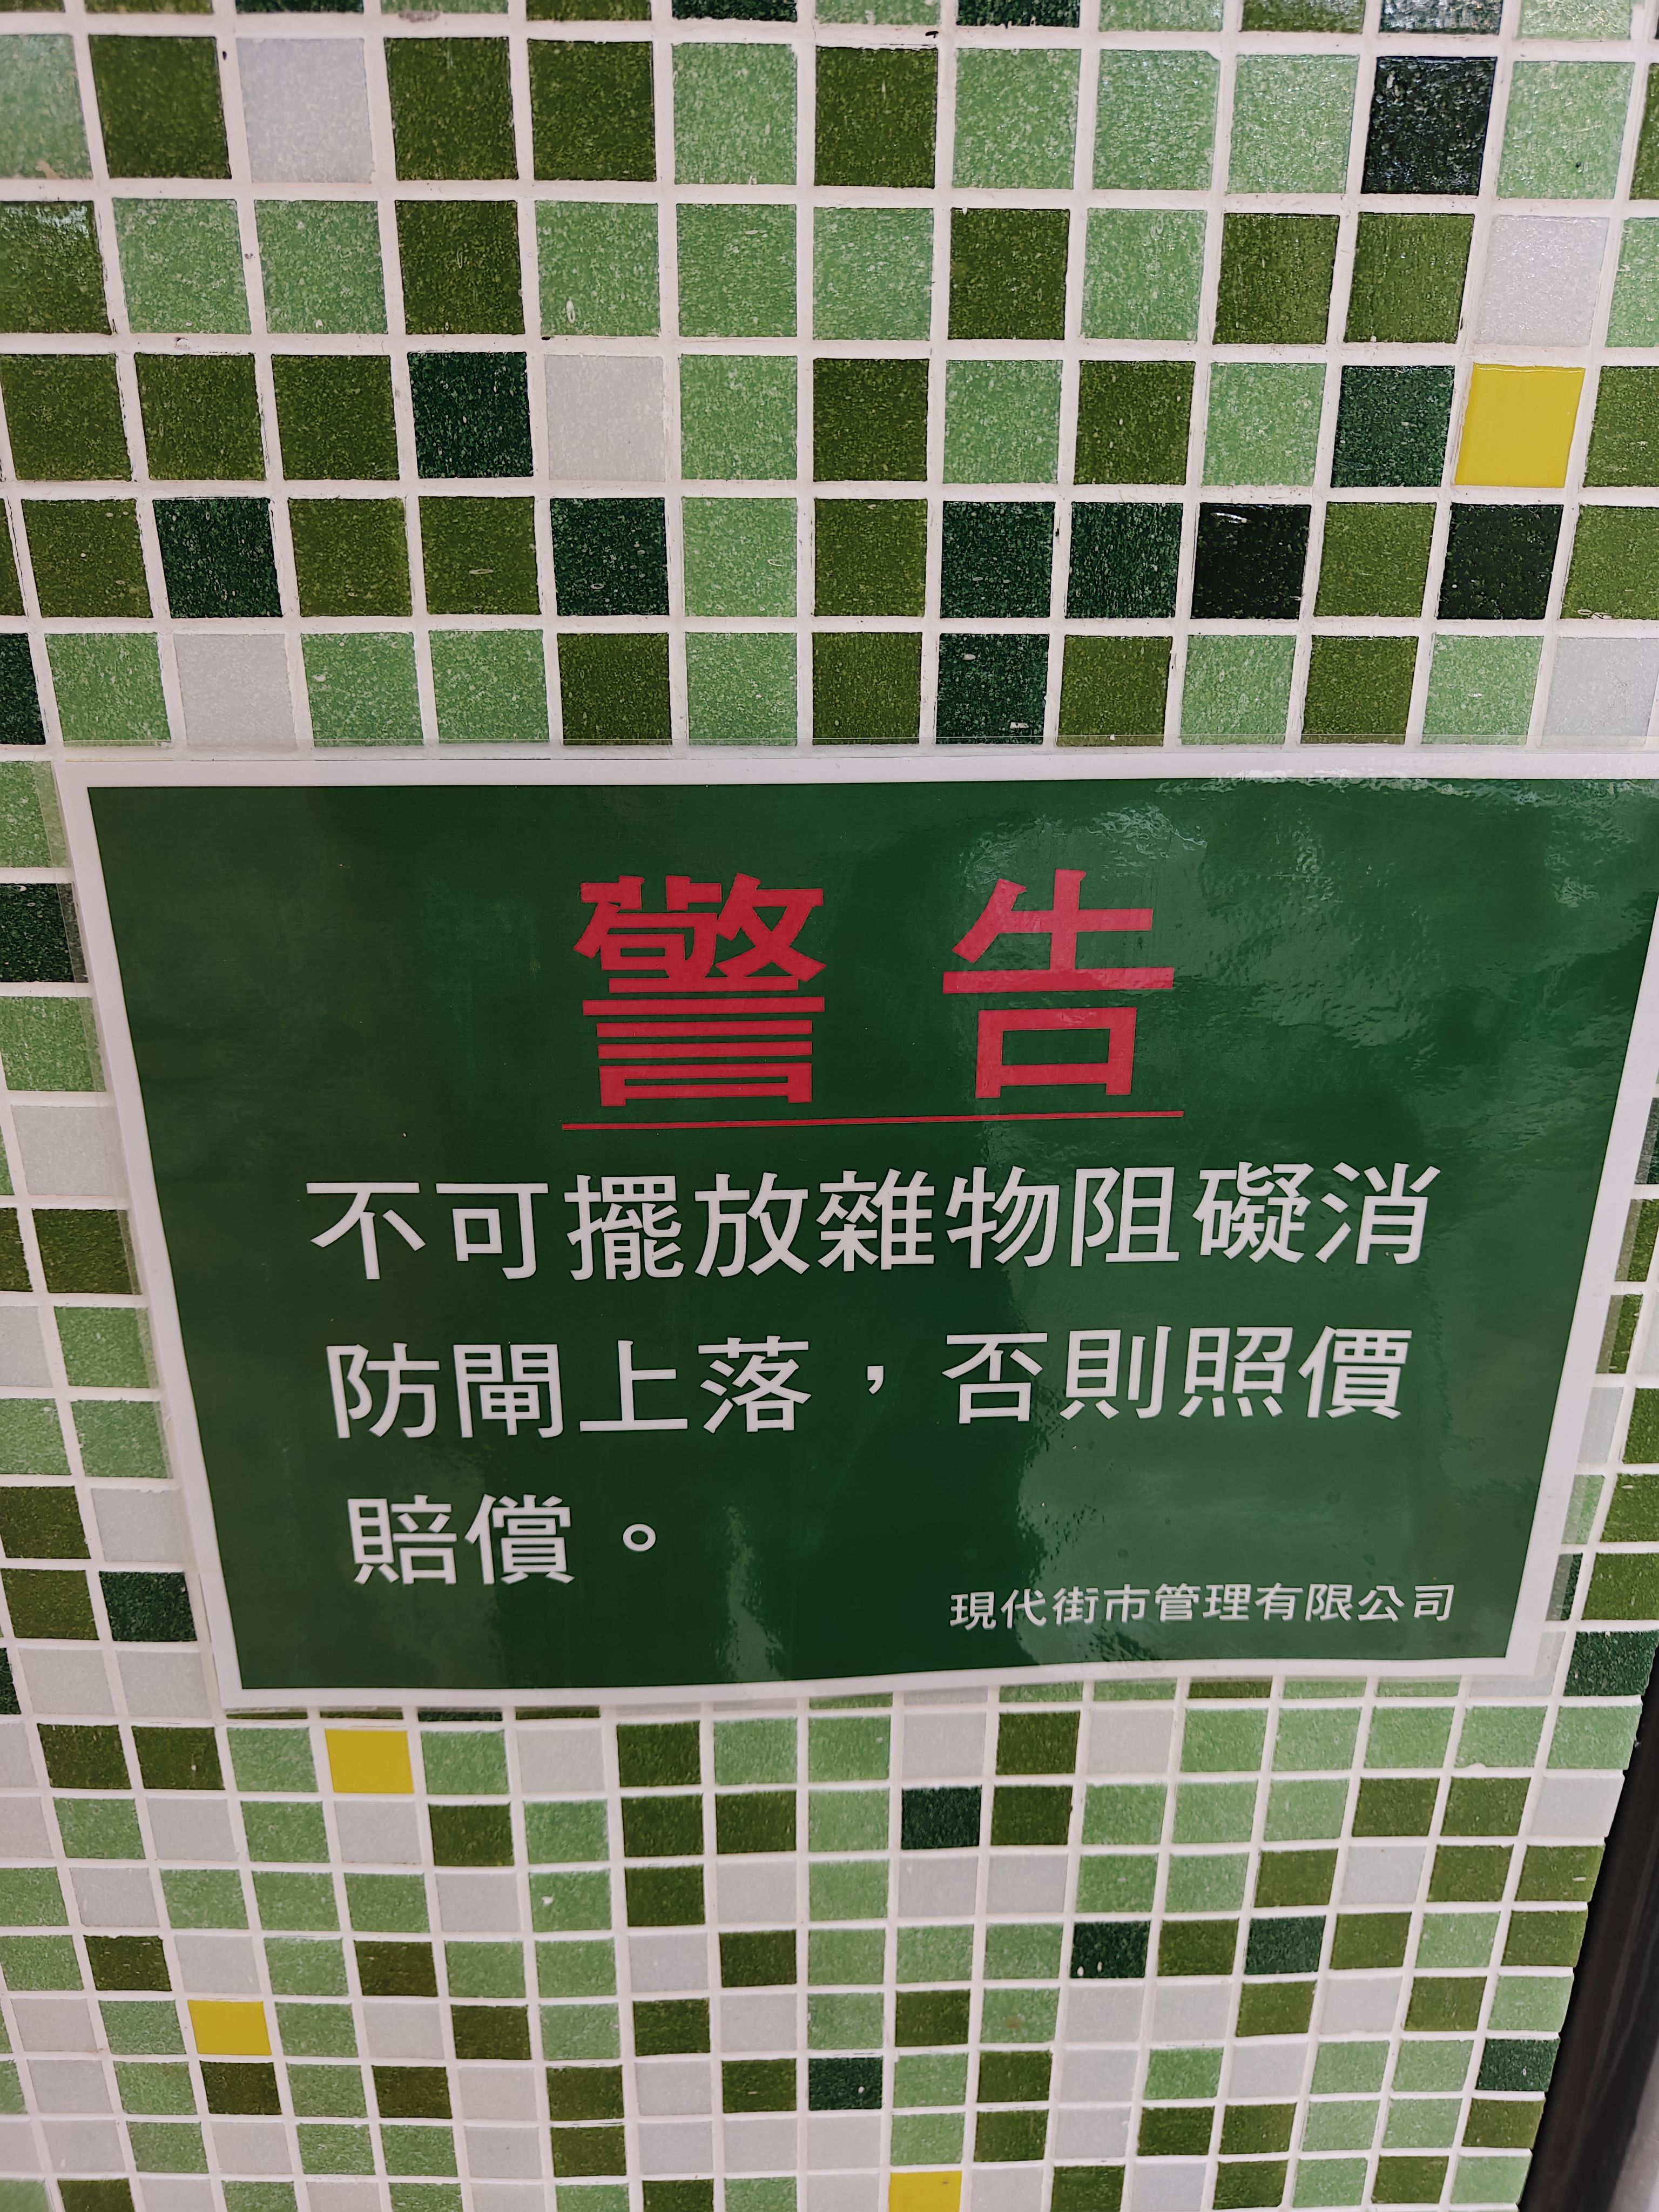 警告
不可擺放雜物阻礙消
防閘上落，否則照價
賠償。
現代街市管理有限公司